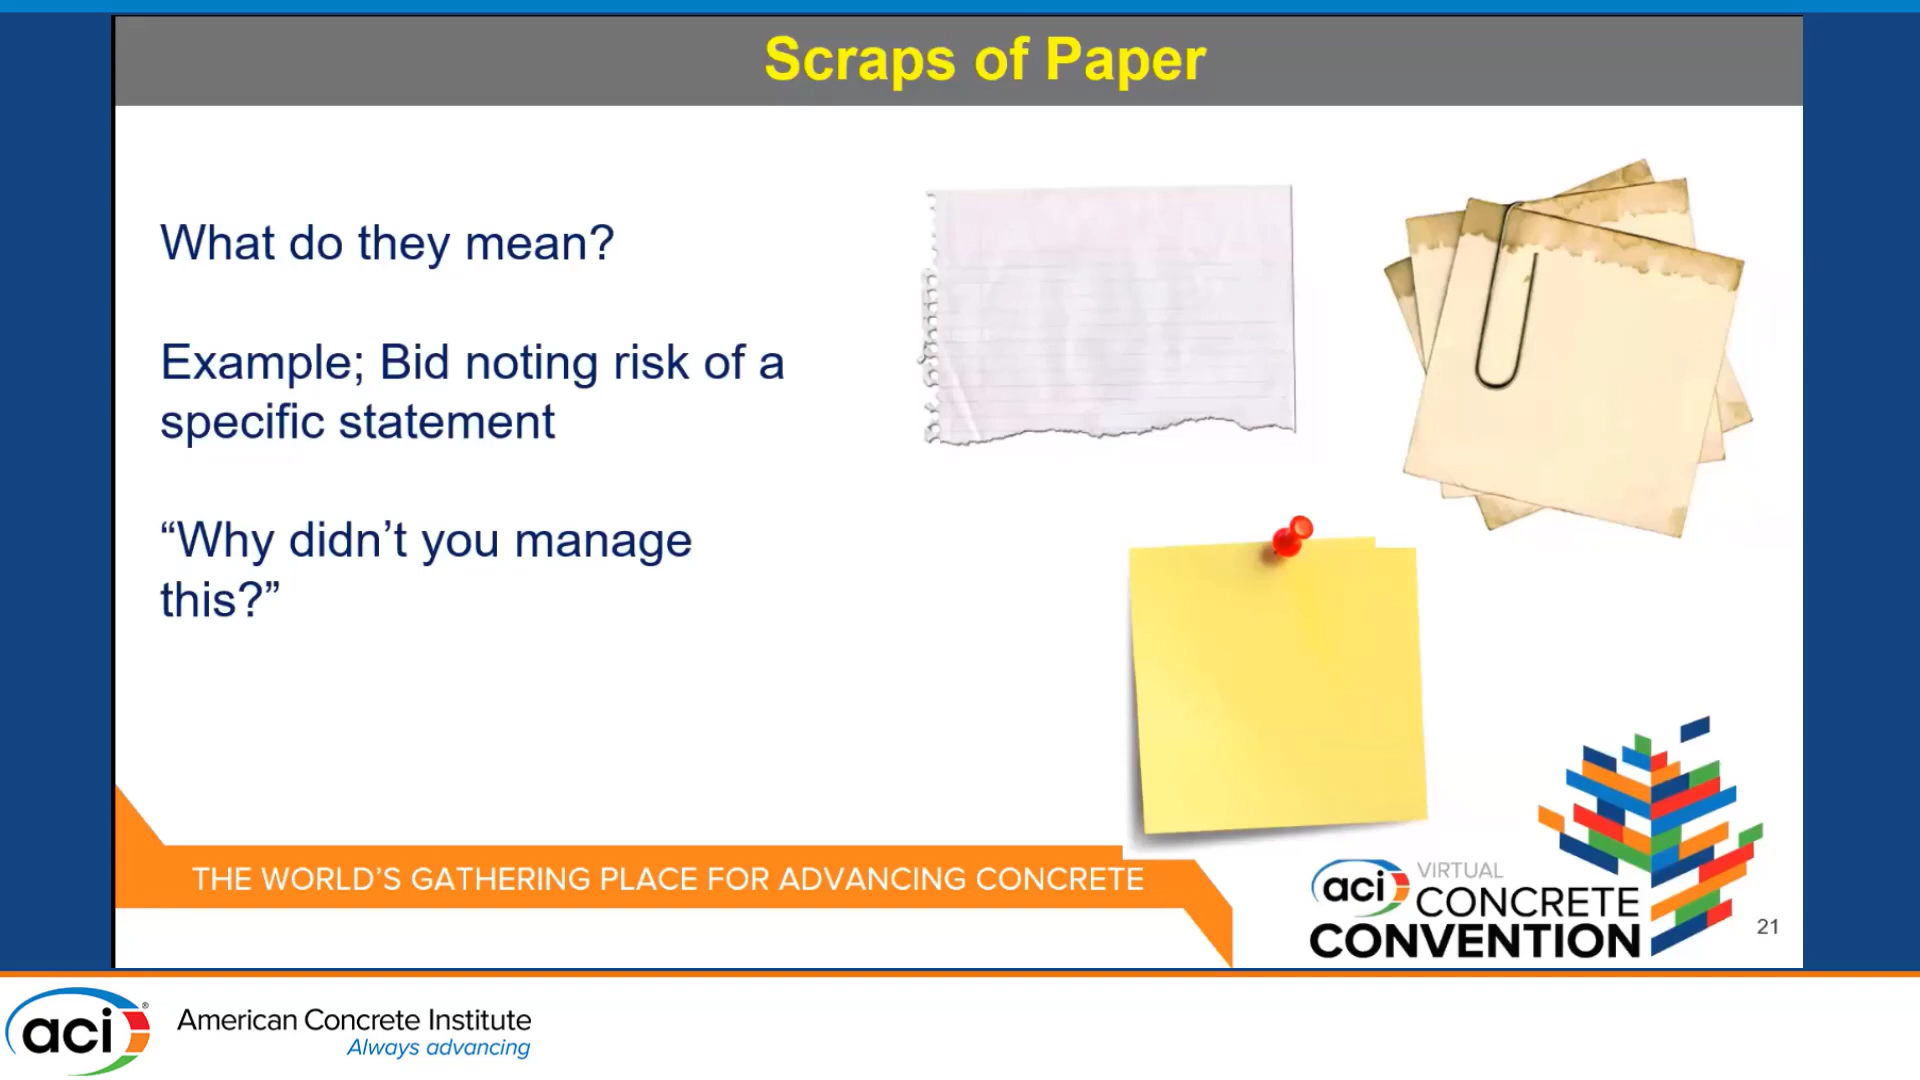 Scraps of Paper
What do they mean?
Example; Bid noting risk of a
specific statement
“Why didn’t you manage
this?”
THE WORLD’S GATHERING PLACE FOR ADVANCING CONCRETE
aci VIRTUAL
CONCRETE
CONVENTION
21
aci®
American Concrete Institute
Always advancing